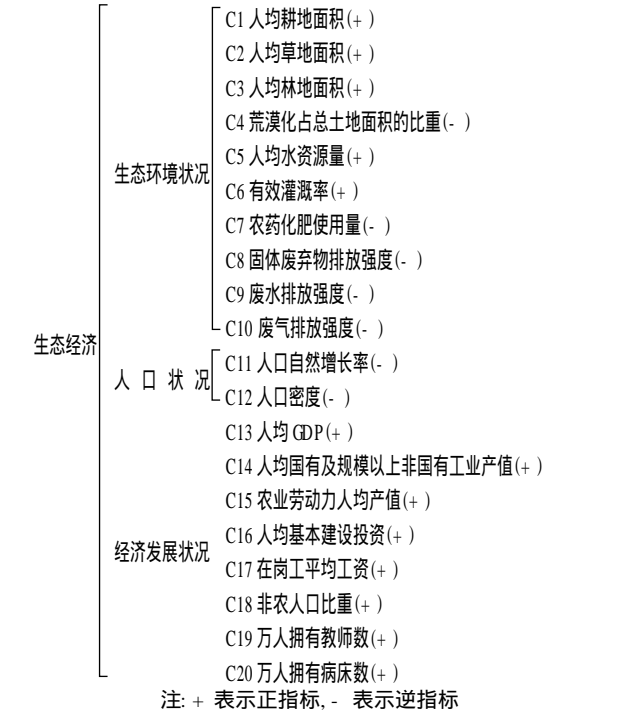 C1 人均耕地面积(+ )
C2 人均草地面积(+ )
C3 人均林地面积(+ )
C4 荒漠化占总土地面积的比重(- )
C5 人均水资源量(+ )
生态环境状况
C6 有效灌溉率(+ )
C7 农药化肥使用量(- )
C8 固体废弃物排放强度(- )
C9 废水排放强度(- )
C10 废气排放强度(- )
生态经济
C11 人口自然增长率(- )
人 口 状 况
C12 人口密度(- )
C13 人均 GDP(+ )
C14 人均国有及规模以上非国有工业产值(+ )
C15 农业劳动力人均产值(+ )
C16 人均基本建设投资(+ )
经济发展状况
C17 在岗工平均工资(+ )
C18 非农人口比重(+ )
C19 万人拥有教师数(+ )
C20 万人拥有病床数(+ )
注: + 表示正指标, - 表示逆指标